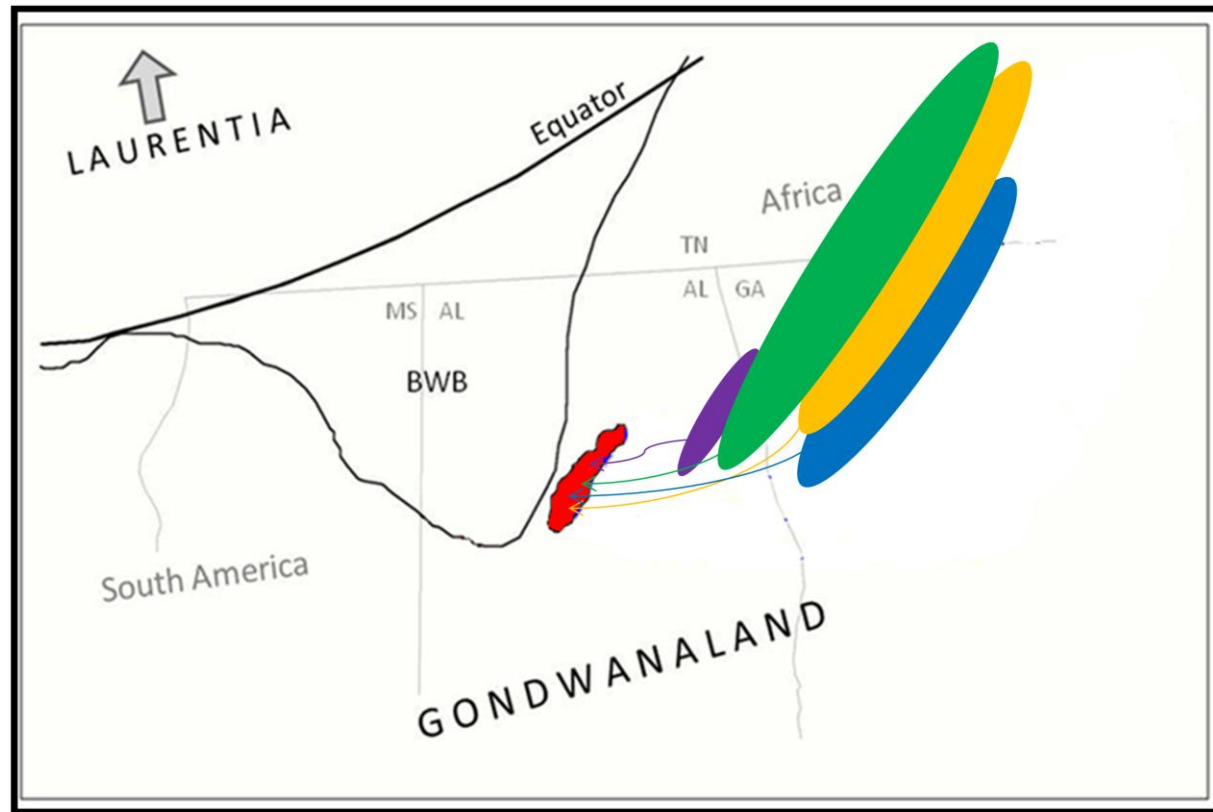 LAURENTIA
Equator
Africa
TN
MS AL
AL GA
BWB
South America
GONDWANALAND